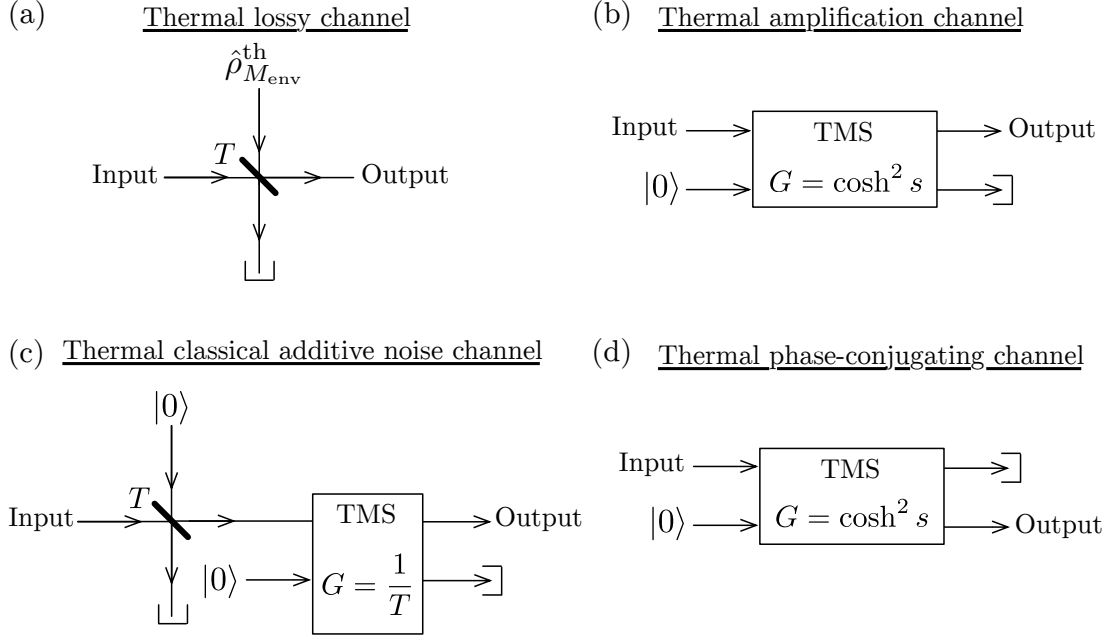 (a)
Thermal lossy channel
ρ̂^th_{M_env}
T
Input
Output
(b)
Thermal amplification channel
Input
TMS
Output
|0⟩
G = cosh² s
(c)
Thermal classical additive noise channel
|0⟩
T
Input
TMS
Output
|0⟩
G = 1/T
(d)
Thermal phase-conjugating channel
Input
TMS
|0⟩
G = cosh² s
Output